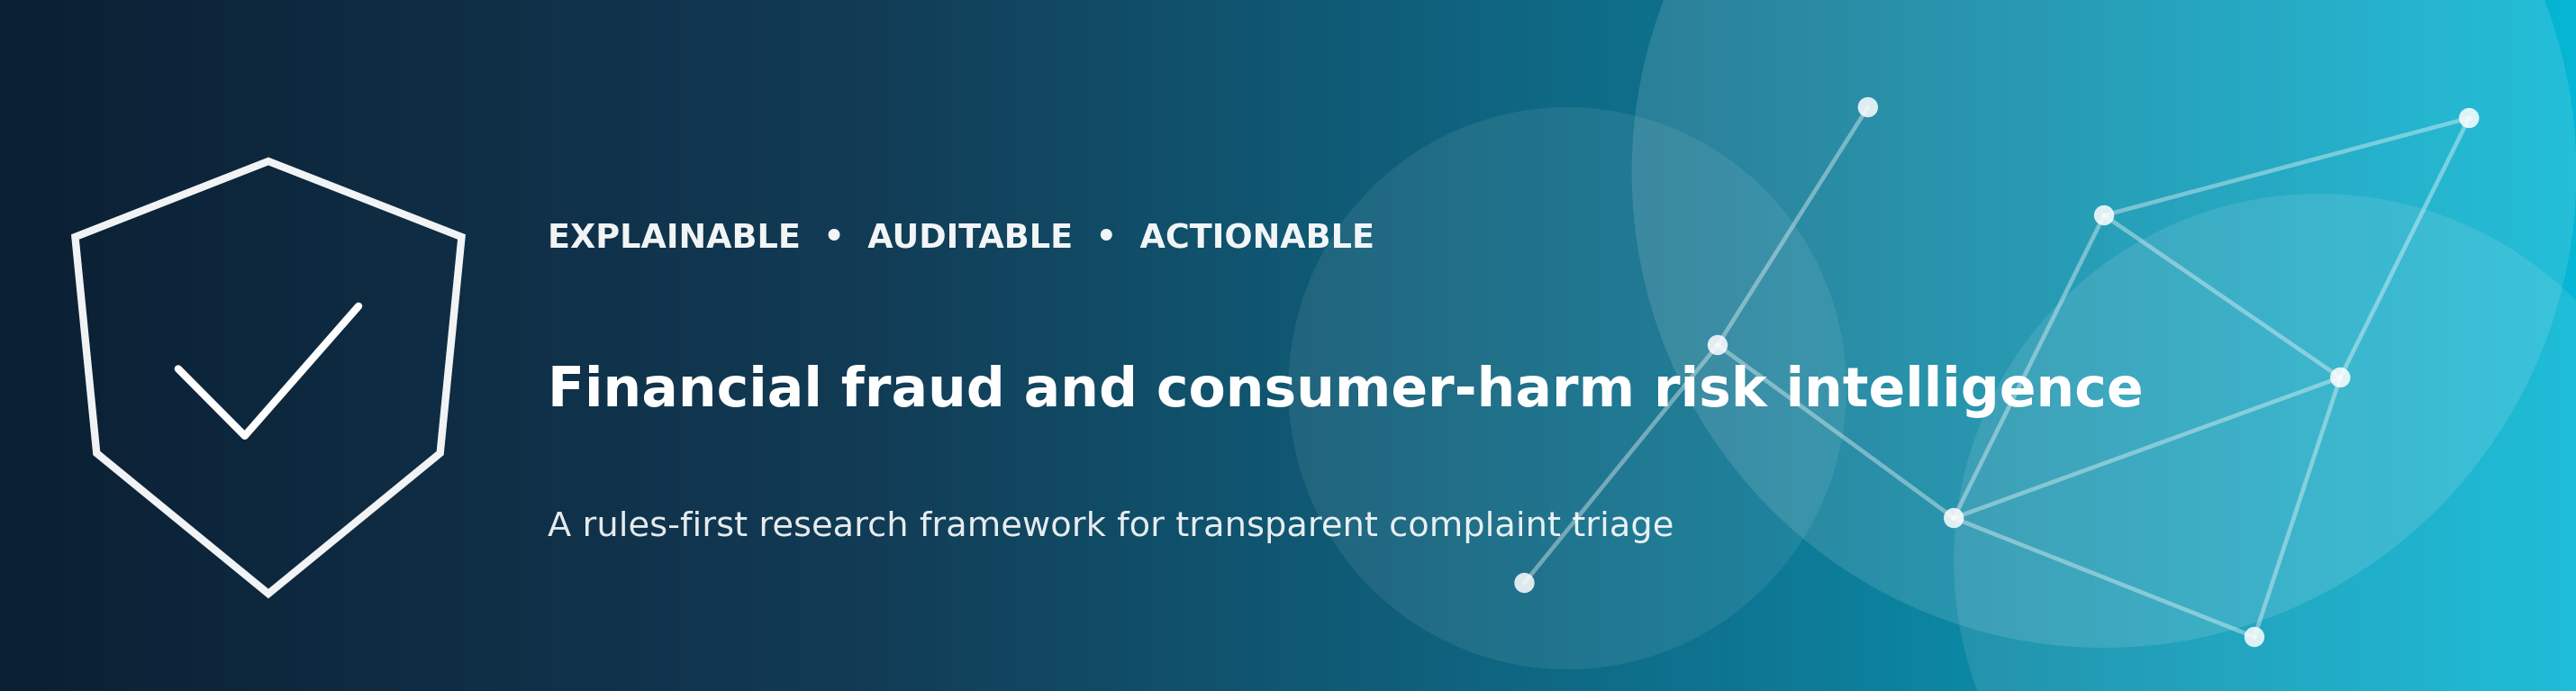 EXPLAINABLE • AUDITABLE • ACTIONABLE
Financial fraud and consumer-harm risk intelligence
A rules-first research framework for transparent complaint triage